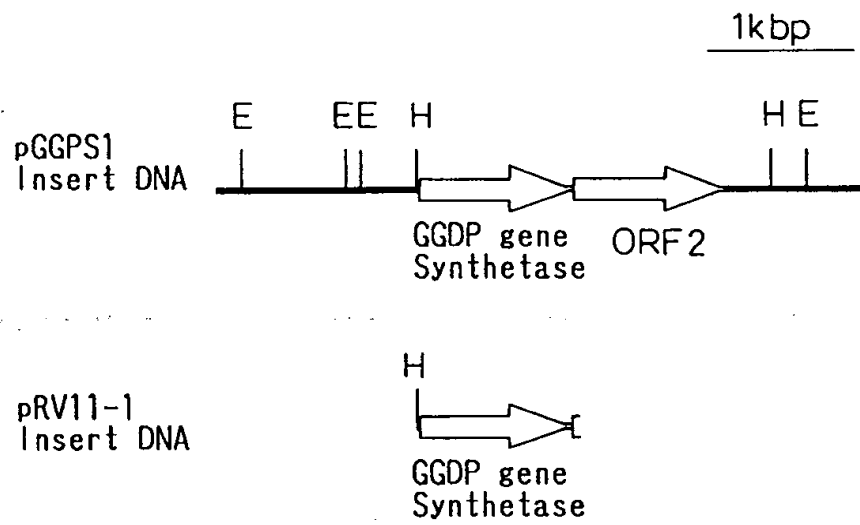 1kbp
E EE H H E
pGGPS1
Insert DNA
GGDP gene
Synthetase
ORF2
H
pRV11-1
Insert DNA
GGDP gene
Synthetase